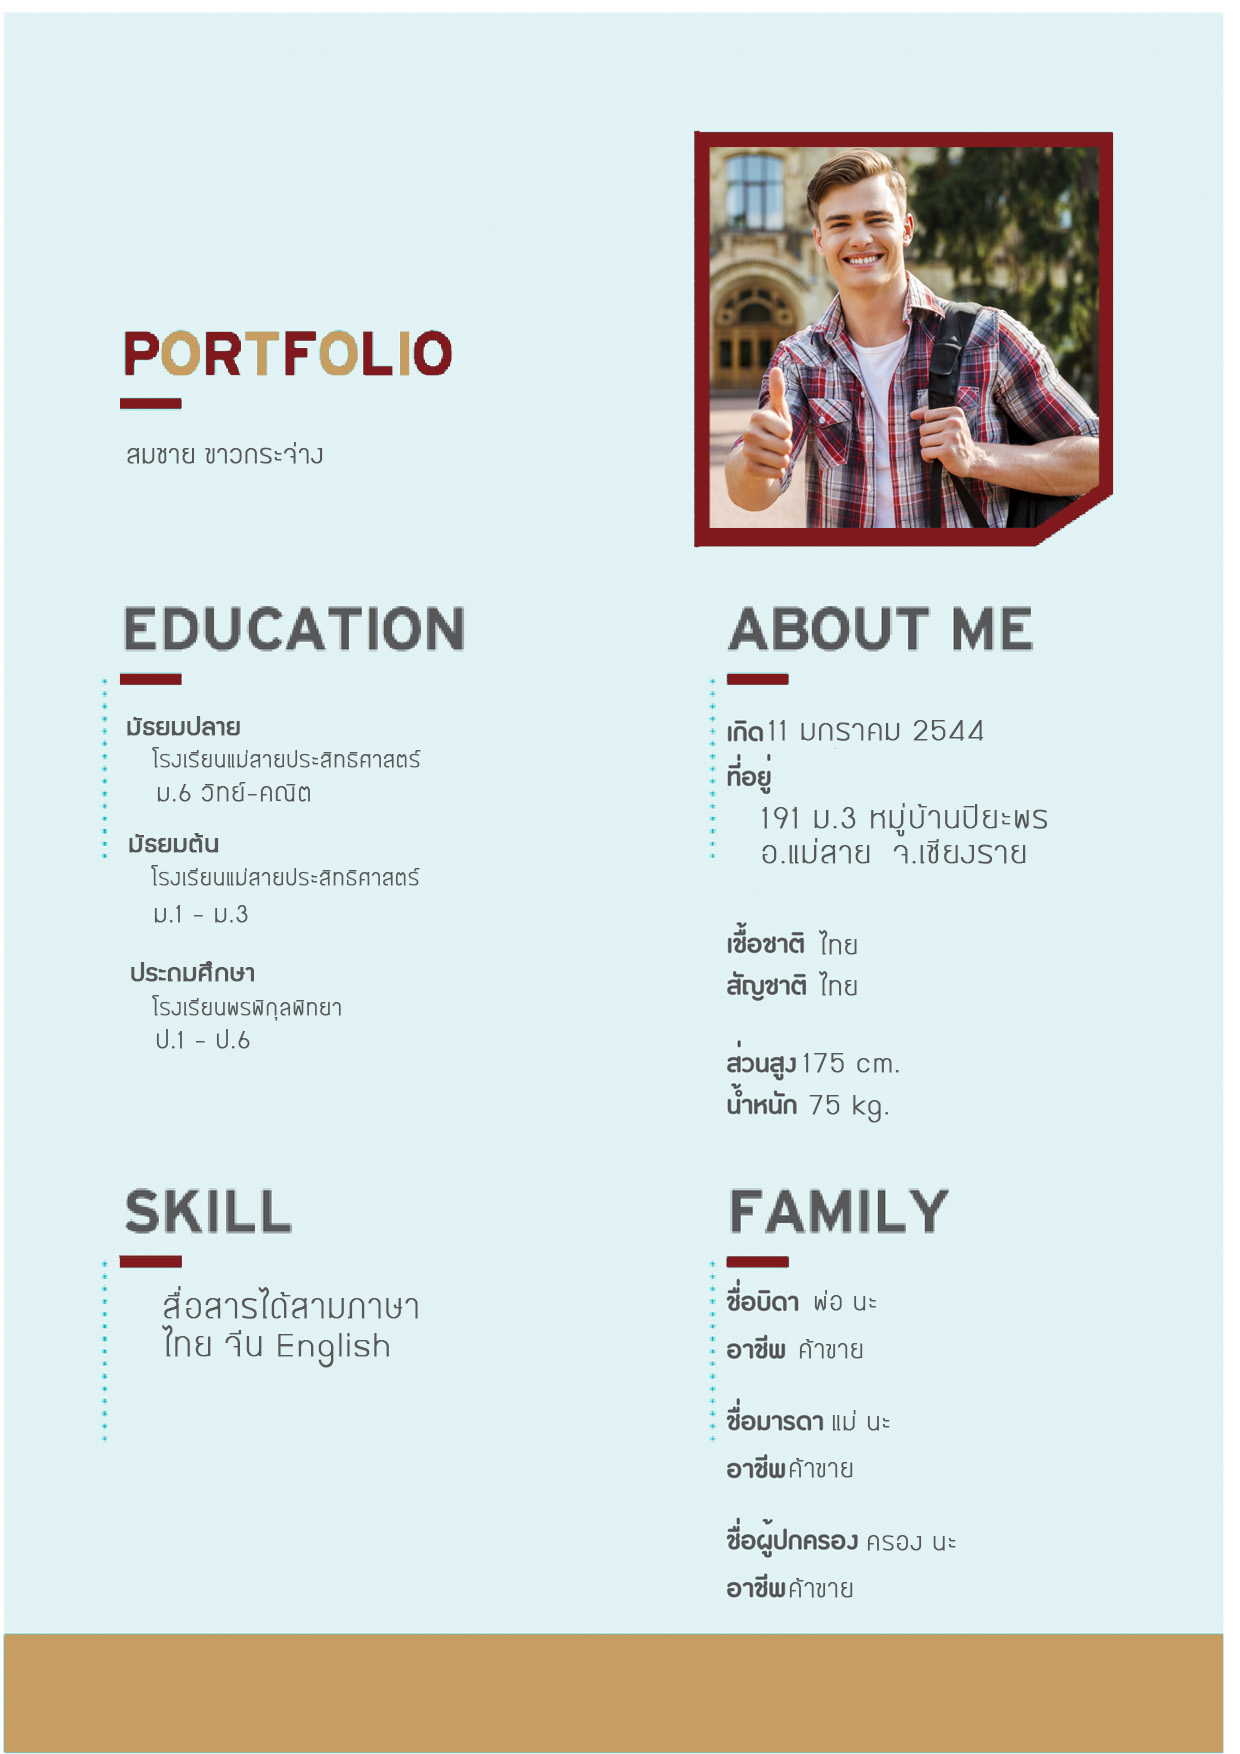 PORTFOLIO
สมชาย ขาวกระจ่าง
EDUCATION
มัธยมปลาย
โรงเรียนแม่สายประสิทธิศาสตร์
ม.6 วิทย์-คณิต
มัธยมต้น
โรงเรียนแม่สายประสิทธิศาสตร์
ม.1 - ม.3
ประถมศึกษา
โรงเรียนพรพิกุลพิทยา
ป.1 - ป.6
ABOUT ME
เกิด 11 มกราคม 2544
ที่อยู่
191 ม.3 หมู่บ้านปิยะพร
อ.แม่สาย จ.เชียงราย
เชื้อชาติ ไทย
สัญชาติ ไทย
ส่วนสูง 175 cm.
น้ำหนัก 75 kg.
SKILL
สื่อสารได้สามภาษา
ไทย จีน English
FAMILY
ชื่อบิดา พ่อ นะ
อาชีพ ค้าขาย
ชื่อมารดา แม่ นะ
อาชีพ ค้าขาย
ชื่อผู้ปกครอง ครอง นะ
อาชีพ ค้าขาย